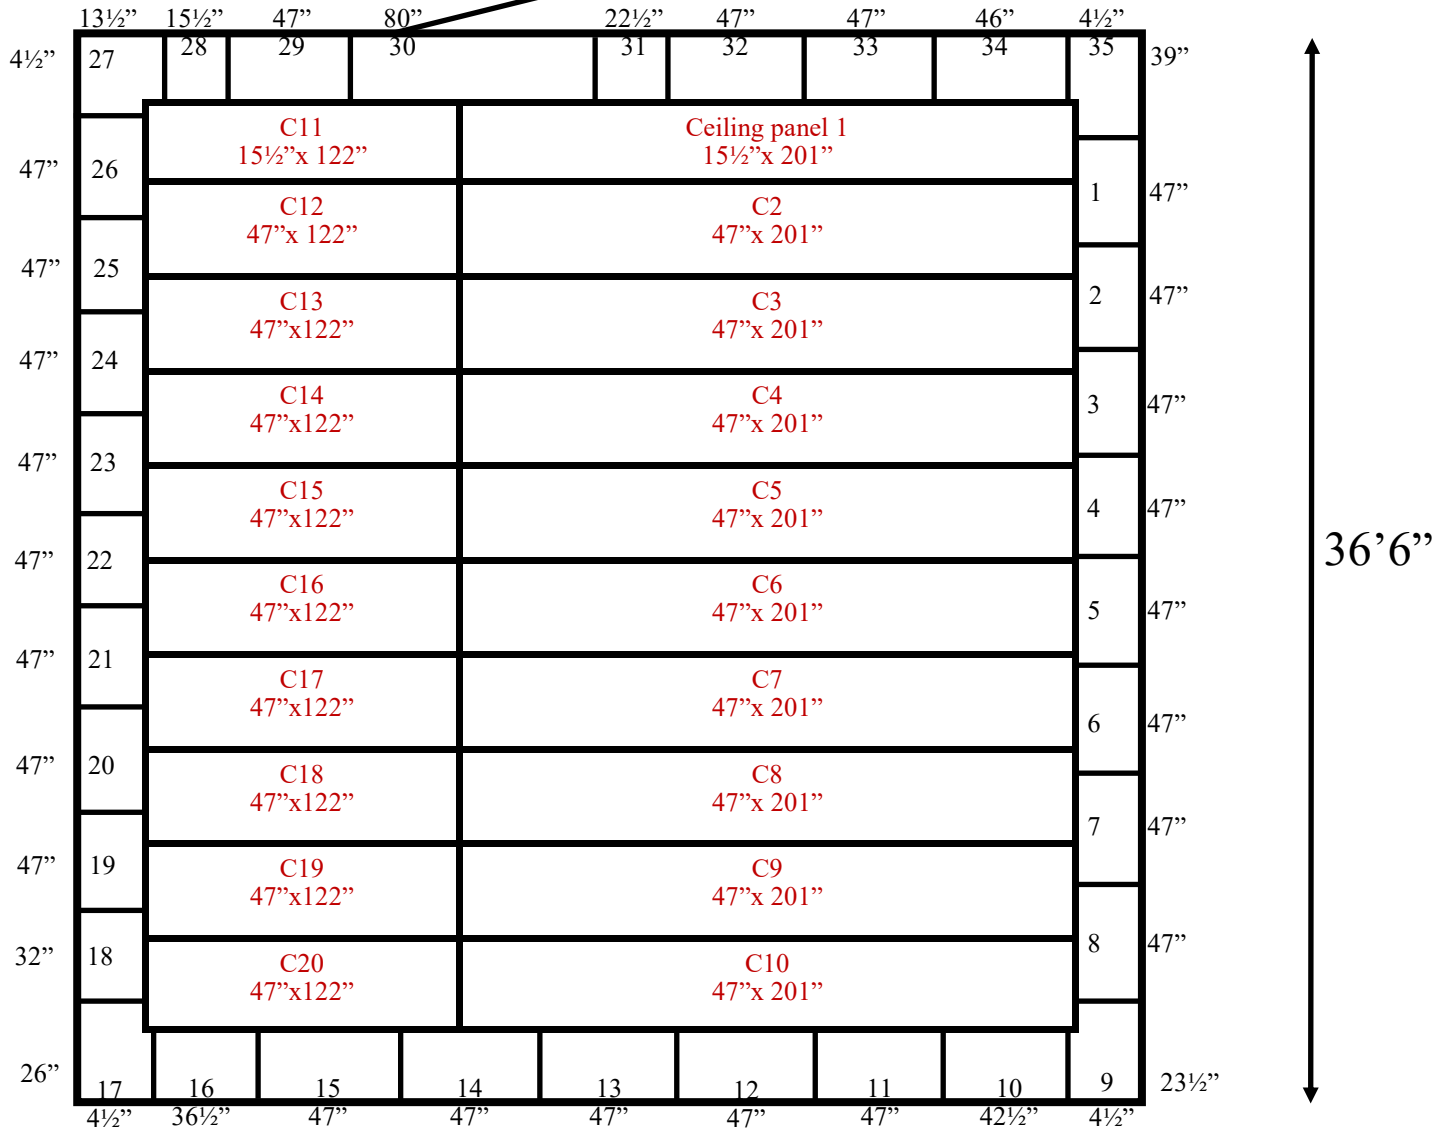 13½” 15½” 47” 80” 22½” 47” 47” 46” 4½”
4½” 27 28 29 30 31 32 33 34 35 39”
C11 Ceiling panel 1
15½”x 122” 15½”x 201”
47” 26 1 47”
C12 C2
47”x 122” 47”x 201”
47” 25 2 47”
C13 C3
47”x122” 47”x 201”
47” 24 3 47”
C14 C4
47”x122” 47”x 201”
47” 23 4 47”
C15 C5
47”x122” 47”x 201”
36’6”
47” 22 5 47”
C16 C6
47”x122” 47”x 201”
47” 21 6 47”
C17 C7
47”x122” 47”x 201”
47” 20 7 47”
C18 C8
47”x122” 47”x 201”
47” 19 8 47”
C19 C9
47”x122” 47”x 201”
32” 18
C20 C10
47”x122” 47”x 201”
26” 17 16 15 14 13 12 11 10 9 23½”
4½” 36½” 47” 47” 47” 47” 47” 42½” 4½”